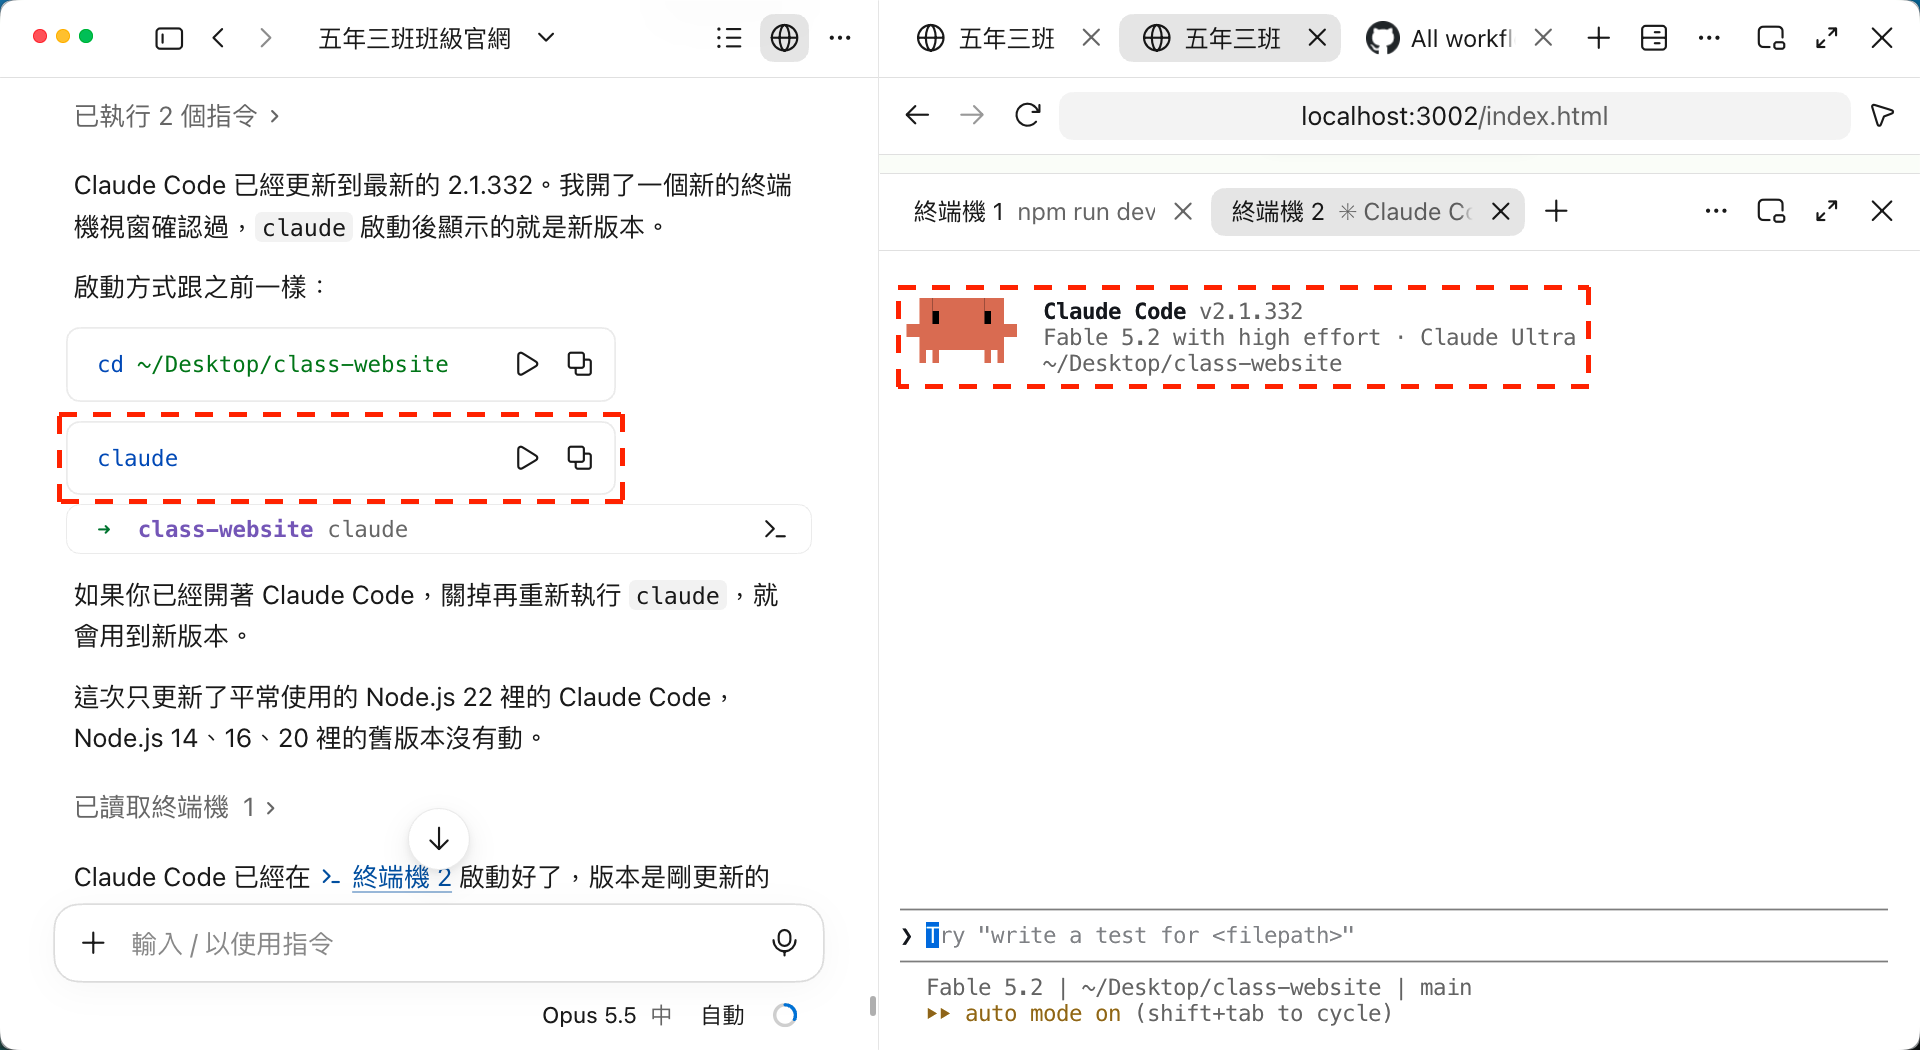 五年三班班級官網
五年三班
五年三班
All workfl
已執行 2 個指令
localhost:3002/index.html
Claude Code 已經更新到最新的 2.1.332。我開了一個新的終端
機視窗確認過，claude 啟動後顯示的就是新版本。
啟動方式跟之前一樣：
cd ~/Desktop/class-website
claude
➜ class-website claude
如果你已經開著 Claude Code，關掉再重新執行 claude，就
會用到新版本。
這次只更新了平常使用的 Node.js 22 裡的 Claude Code，
Node.js 14、16、20 裡的舊版本沒有動。
已讀取終端機 1
Claude Code 已經在 終端機 2 啟動好了，版本是剛更新的
輸入 / 以使用指令
Opus 5.5 中 自動
終端機 1 npm run dev
終端機 2 ✳ Claude Co
Claude Code v2.1.332
Fable 5.2 with high effort · Claude Ultra
~/Desktop/class-website
❯ Try "write a test for <filepath>"
Fable 5.2 | ~/Desktop/class-website | main
⏵⏵ auto mode on (shift+tab to cycle)